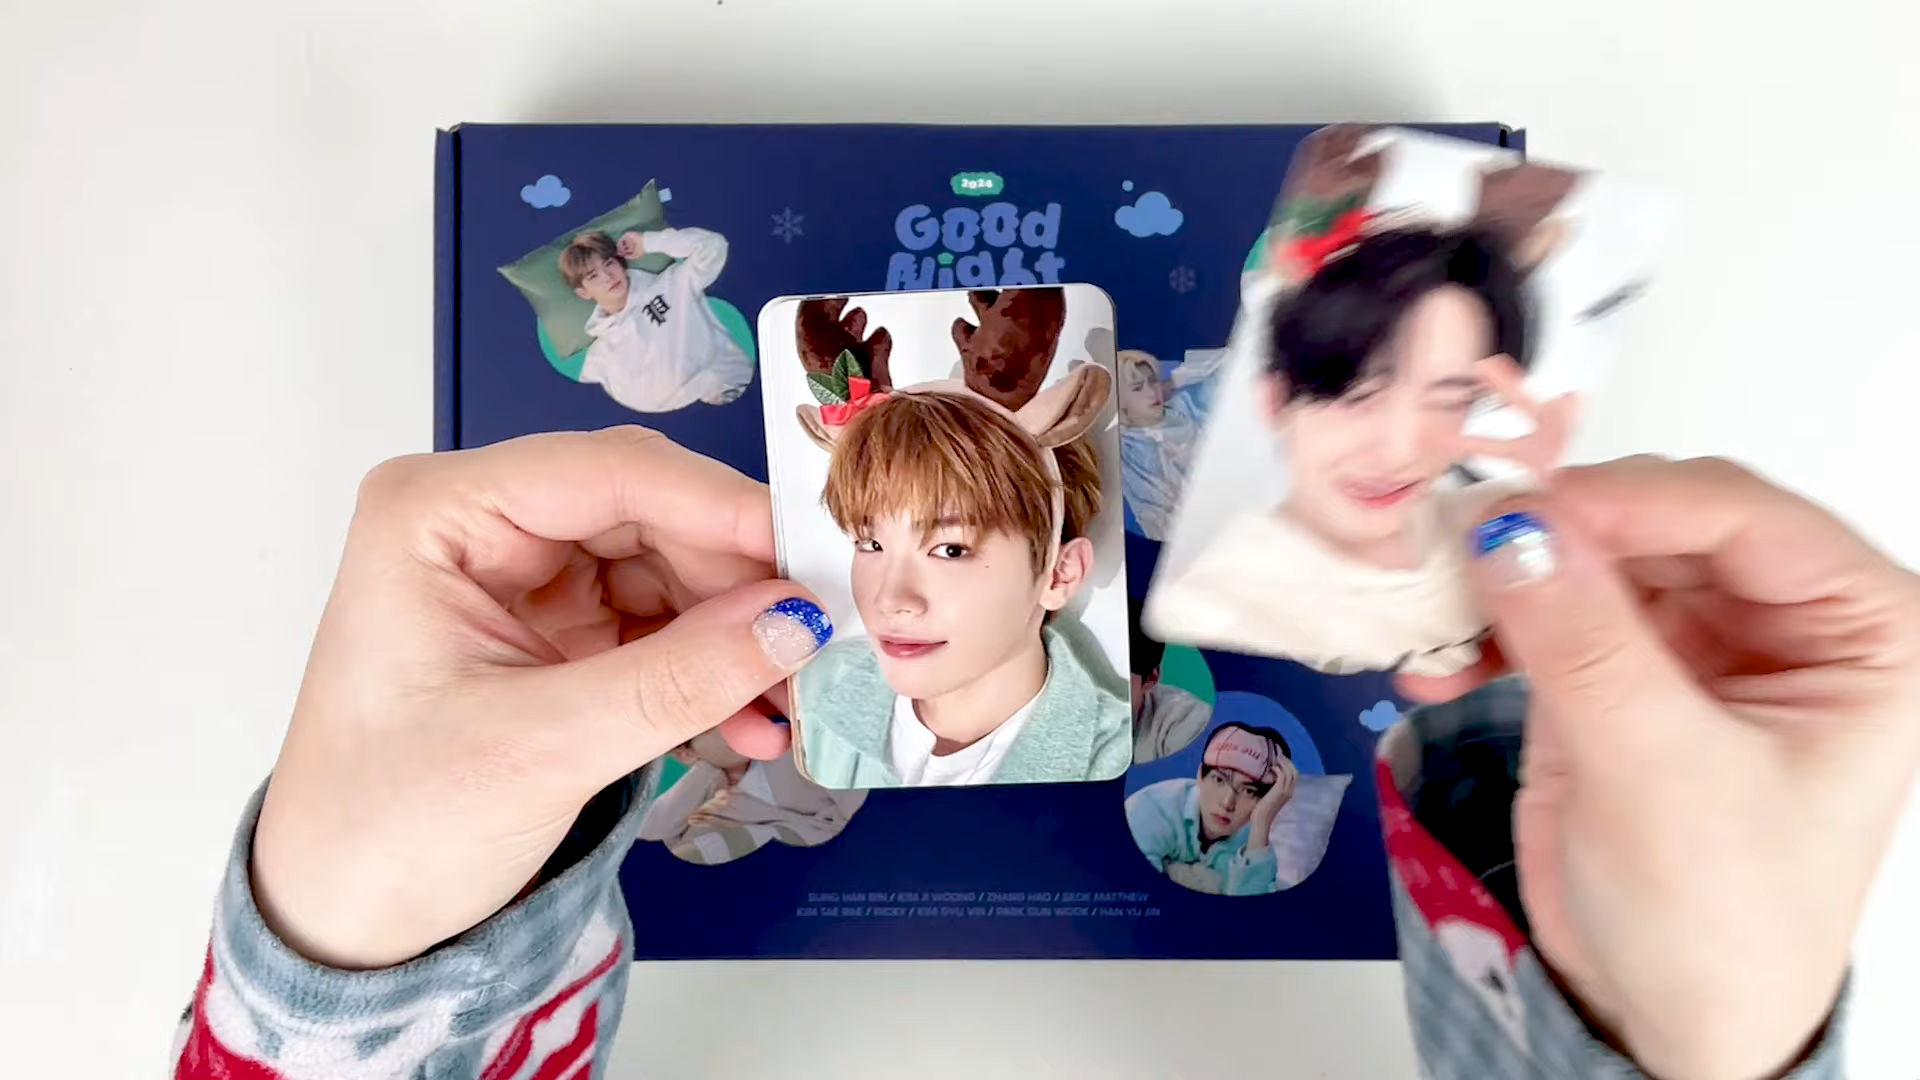 2024
Good
Night
SUNG HAN BIN / KIM JI WOONG / ZHANG HAO / SEOK MATTHEW
KIM TAE RAE / RICKY / KIM GYU VIN / PARK GUN WOOK / HAN YU JIN